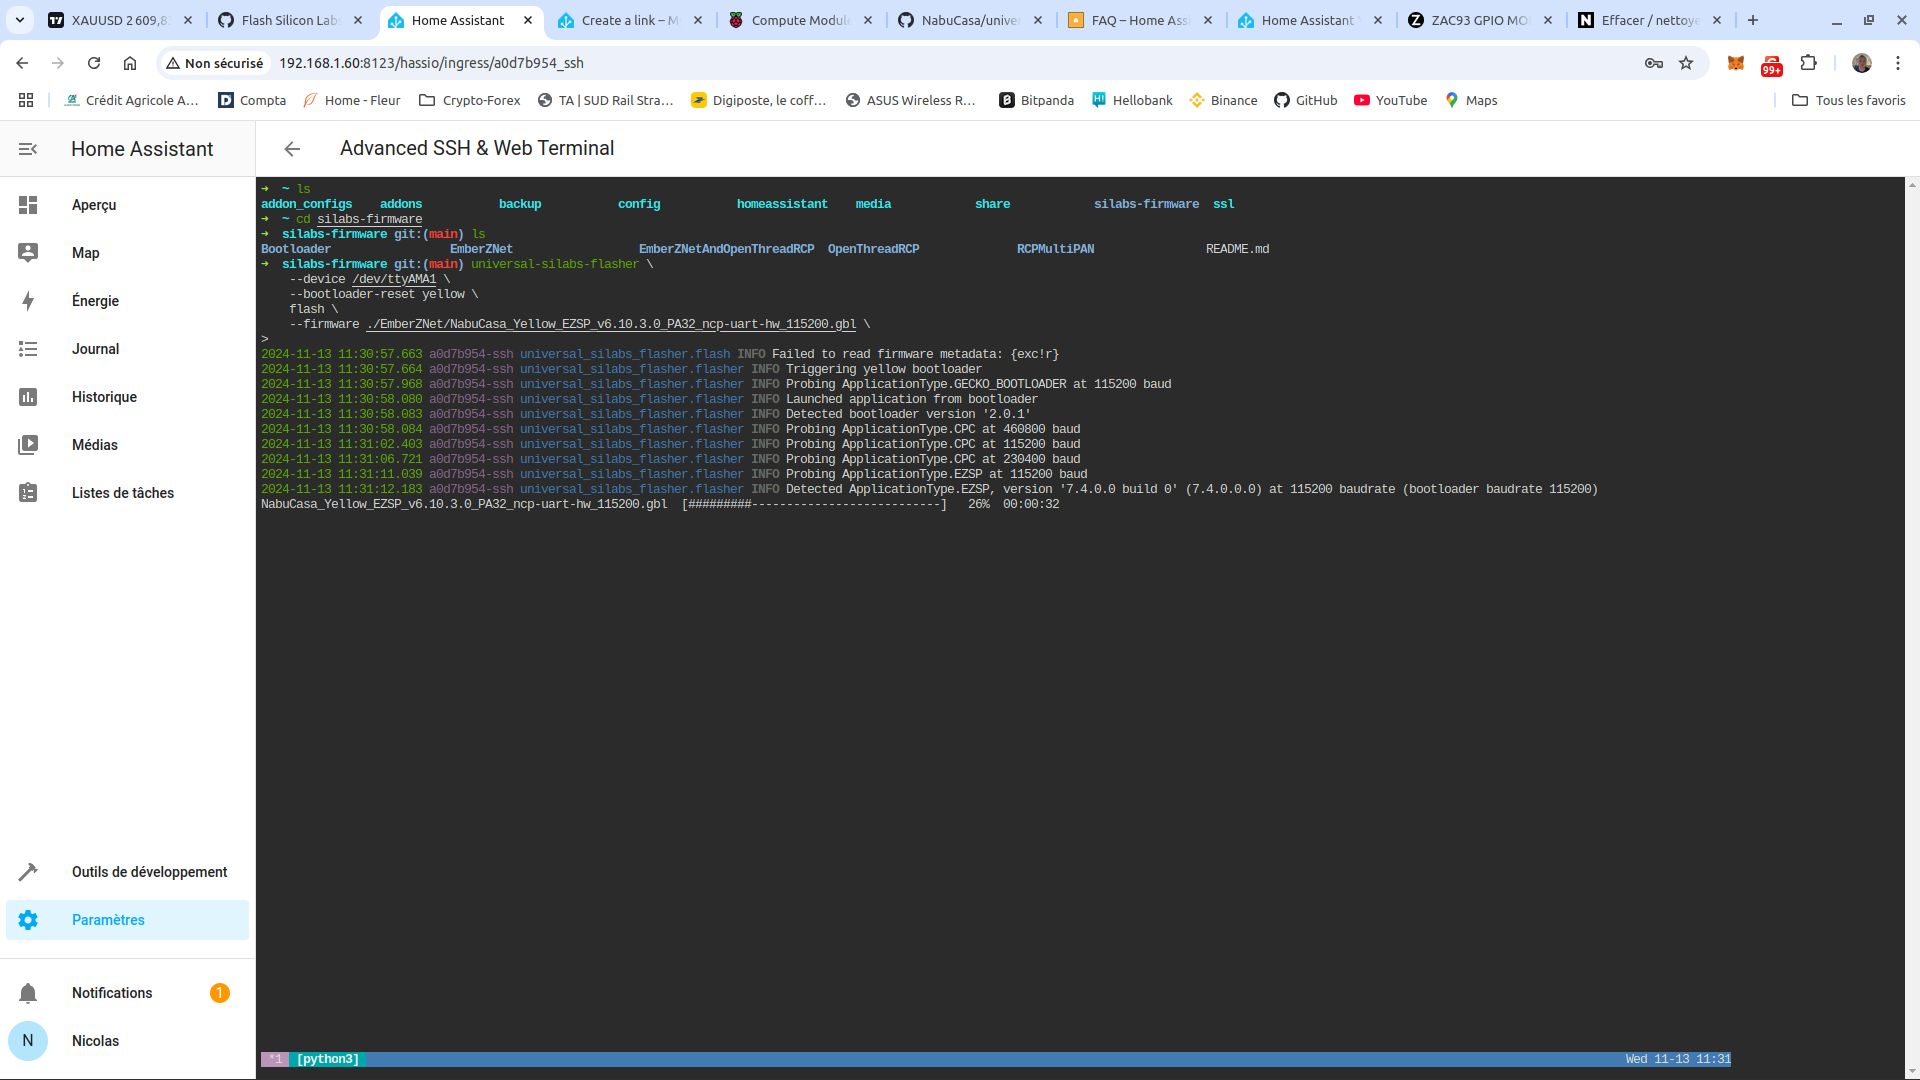 XAUUSD 2 609,8
Flash Silicon Lab
Home Assistant
Create a link – M
Compute Modul
NabuCasa/unive
FAQ – Home Ass
Home Assistant
ZAC93 GPIO MO
Effacer / nettoye
Non sécurisé
192.168.1.60:8123/hassio/ingress/a0d7b954_ssh
99+
Crédit Agricole A…
Compta
Home - Fleur
Crypto-Forex
TA | SUD Rail Stra…
Digiposte, le coff…
ASUS Wireless R…
Bitpanda
Hellobank
Binance
GitHub
YouTube
Maps
Tous les favoris
Home Assistant
Advanced SSH & Web Terminal
Aperçu
Map
Énergie
Journal
Historique
Médias
Listes de tâches
Outils de développement
Paramètres
Notifications
1
N
Nicolas
➜ ~ ls
addon_configs addons backup config homeassistant media share silabs-firmware ssl
➜ ~ cd silabs-firmware
➜ silabs-firmware git:(main) ls
Bootloader EmberZNet EmberZNetAndOpenThreadRCP OpenThreadRCP RCPMultiPAN README.md
➜ silabs-firmware git:(main) universal-silabs-flasher \
--device /dev/ttyAMA1 \
--bootloader-reset yellow \
flash \
--firmware ./EmberZNet/NabuCasa_Yellow_EZSP_v6.10.3.0_PA32_ncp-uart-hw_115200.gbl \
>
2024-11-13 11:30:57.663 a0d7b954-ssh universal_silabs_flasher.flash INFO Failed to read firmware metadata: {exc!r}
2024-11-13 11:30:57.664 a0d7b954-ssh universal_silabs_flasher.flasher INFO Triggering yellow bootloader
2024-11-13 11:30:57.968 a0d7b954-ssh universal_silabs_flasher.flasher INFO Probing ApplicationType.GECKO_BOOTLOADER at 115200 baud
2024-11-13 11:30:58.080 a0d7b954-ssh universal_silabs_flasher.flasher INFO Launched application from bootloader
2024-11-13 11:30:58.083 a0d7b954-ssh universal_silabs_flasher.flasher INFO Detected bootloader version '2.0.1'
2024-11-13 11:30:58.084 a0d7b954-ssh universal_silabs_flasher.flasher INFO Probing ApplicationType.CPC at 460800 baud
2024-11-13 11:31:02.403 a0d7b954-ssh universal_silabs_flasher.flasher INFO Probing ApplicationType.CPC at 115200 baud
2024-11-13 11:31:06.721 a0d7b954-ssh universal_silabs_flasher.flasher INFO Probing ApplicationType.CPC at 230400 baud
2024-11-13 11:31:11.039 a0d7b954-ssh universal_silabs_flasher.flasher INFO Probing ApplicationType.EZSP at 115200 baud
2024-11-13 11:31:12.183 a0d7b954-ssh universal_silabs_flasher.flasher INFO Detected ApplicationType.EZSP, version '7.4.0.0 build 0' (7.4.0.0.0) at 115200 baudrate (bootloader baudrate 115200)
NabuCasa_Yellow_EZSP_v6.10.3.0_PA32_ncp-uart-hw_115200.gbl [#########---------------------------] 26% 00:00:32
*1 [python3]
Wed 11-13 11:31